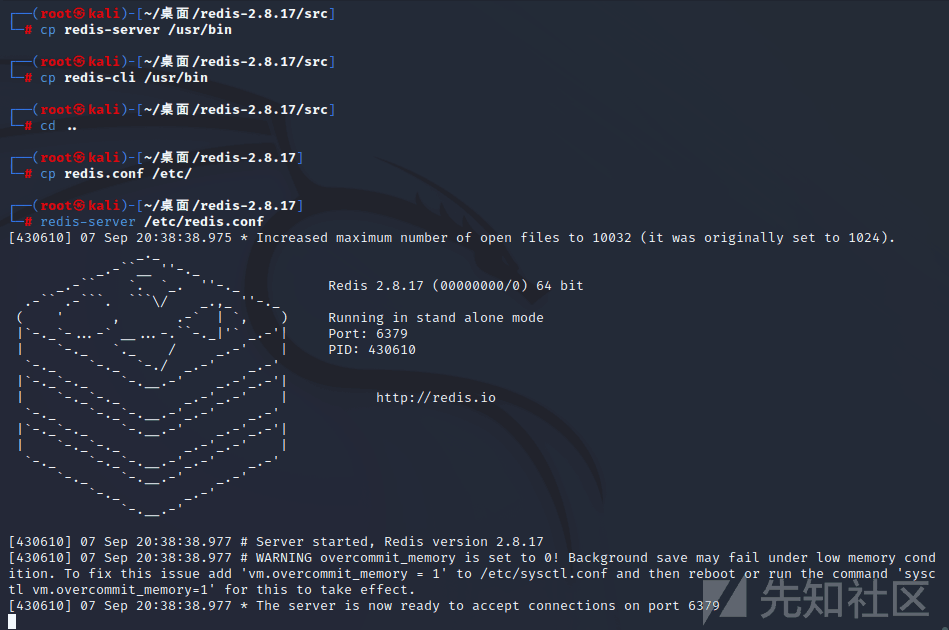 ┌──(root㉿kali)-[~/桌面/redis-2.8.17/src]
└─# cp redis-server /usr/bin
┌──(root㉿kali)-[~/桌面/redis-2.8.17/src]
└─# cp redis-cli /usr/bin
┌──(root㉿kali)-[~/桌面/redis-2.8.17/src]
└─# cd ..
┌──(root㉿kali)-[~/桌面/redis-2.8.17]
└─# cp redis.conf /etc/
┌──(root㉿kali)-[~/桌面/redis-2.8.17]
└─# redis-server /etc/redis.conf
[430610] 07 Sep 20:38:38.975 * Increased maximum number of open files to 10032 (it was originally set to 1024).
Redis 2.8.17 (00000000/0) 64 bit
Running in stand alone mode
Port: 6379
PID: 430610
http://redis.io
[430610] 07 Sep 20:38:38.977 # Server started, Redis version 2.8.17
[430610] 07 Sep 20:38:38.977 # WARNING overcommit_memory is set to 0! Background save may fail under low memory cond
ition. To fix this issue add 'vm.overcommit_memory = 1' to /etc/sysctl.conf and then reboot or run the command 'sysc
tl vm.overcommit_memory=1' for this to take effect.
[430610] 07 Sep 20:38:38.977 * The server is now ready to accept connections on port 6379
先知社区